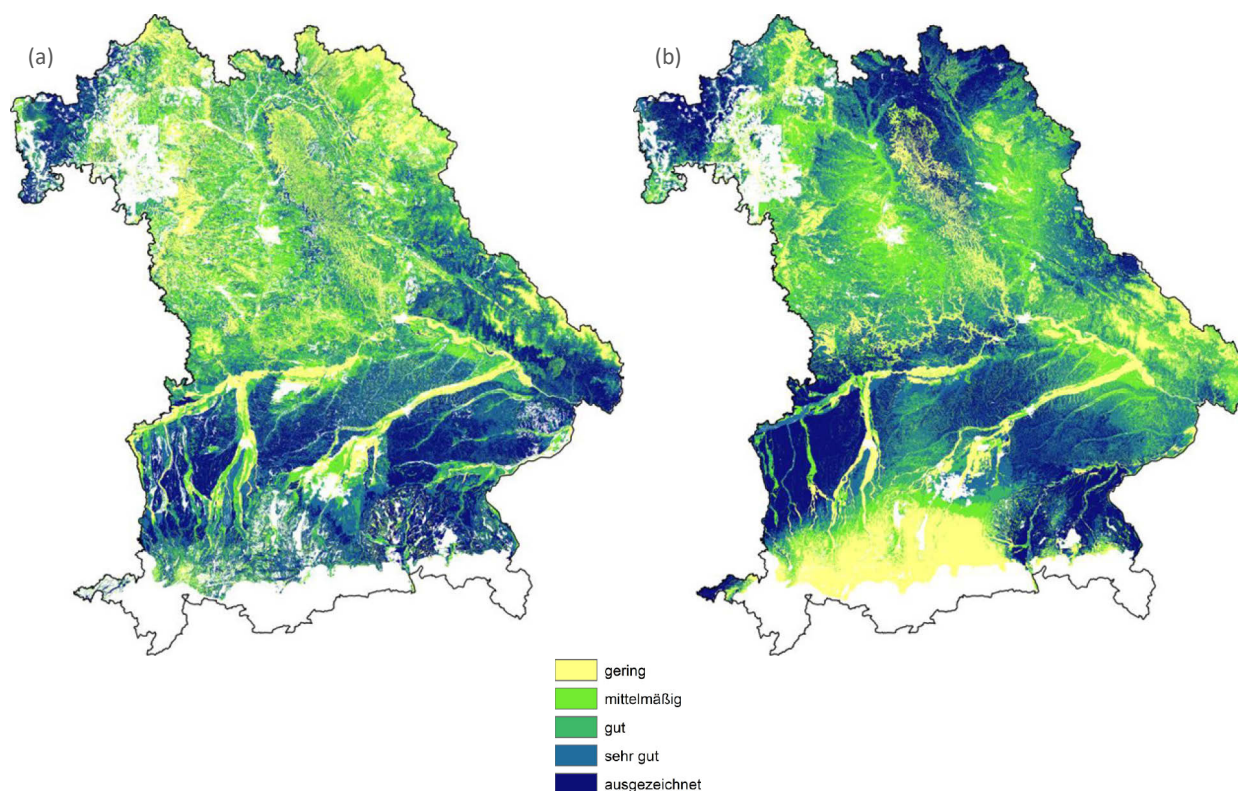 (a)
(b)
gering
mittelmäßig
gut
sehr gut
ausgezeichnet